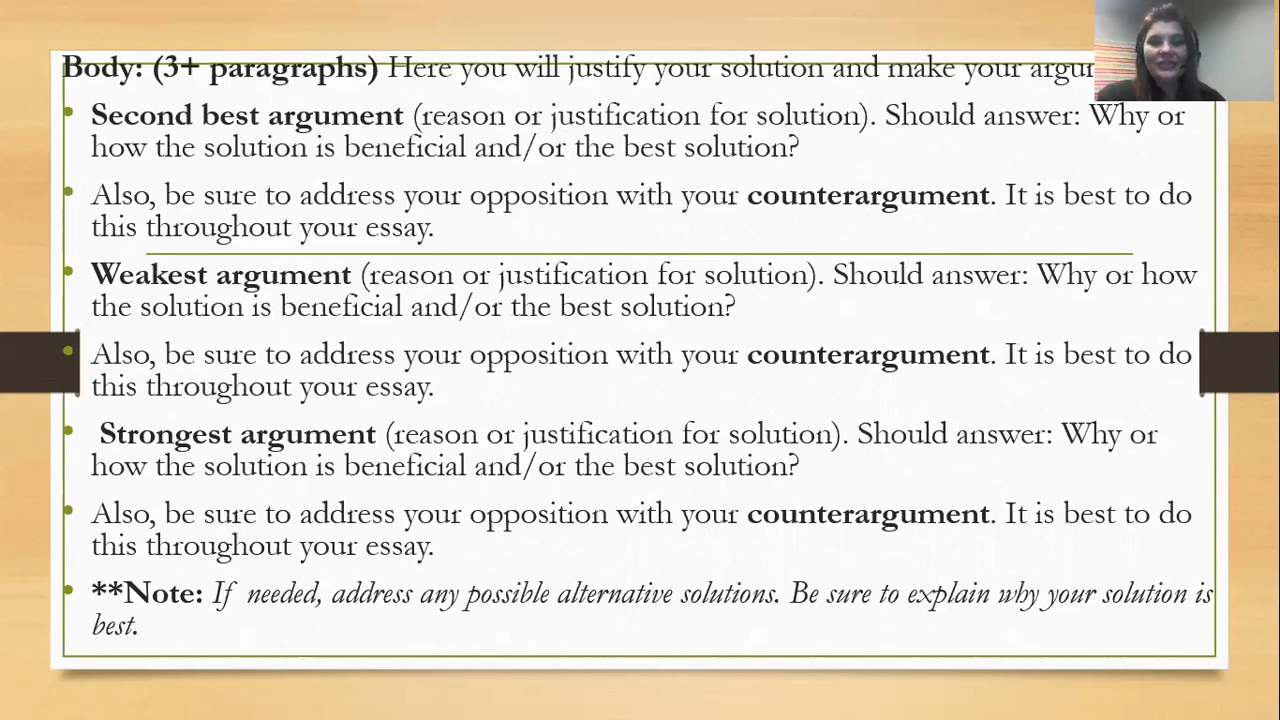 Body: (3+ paragraphs) Here you will justify your solution and make your
Second best argument (reason or justification for solution). Should answer: Why or
how the solution is beneficial and/or the best solution?
Also, be sure to address your opposition with your counterargument. It is best to do
this throughout your essay.
Weakest argument (reason or justification for solution). Should answer: Why or how
the solution is beneficial and/or the best solution?
Also, be sure to address your opposition with your counterargument. It is best to do
this throughout your essay.
Strongest argument (reason or justification for solution). Should answer: Why or
how the solution is beneficial and/or the best solution?
Also, be sure to address your opposition with your counterargument. It is best to do
this throughout your essay.
**Note: If needed, address any possible alternative solutions. Be sure to explain why your solution is
best.